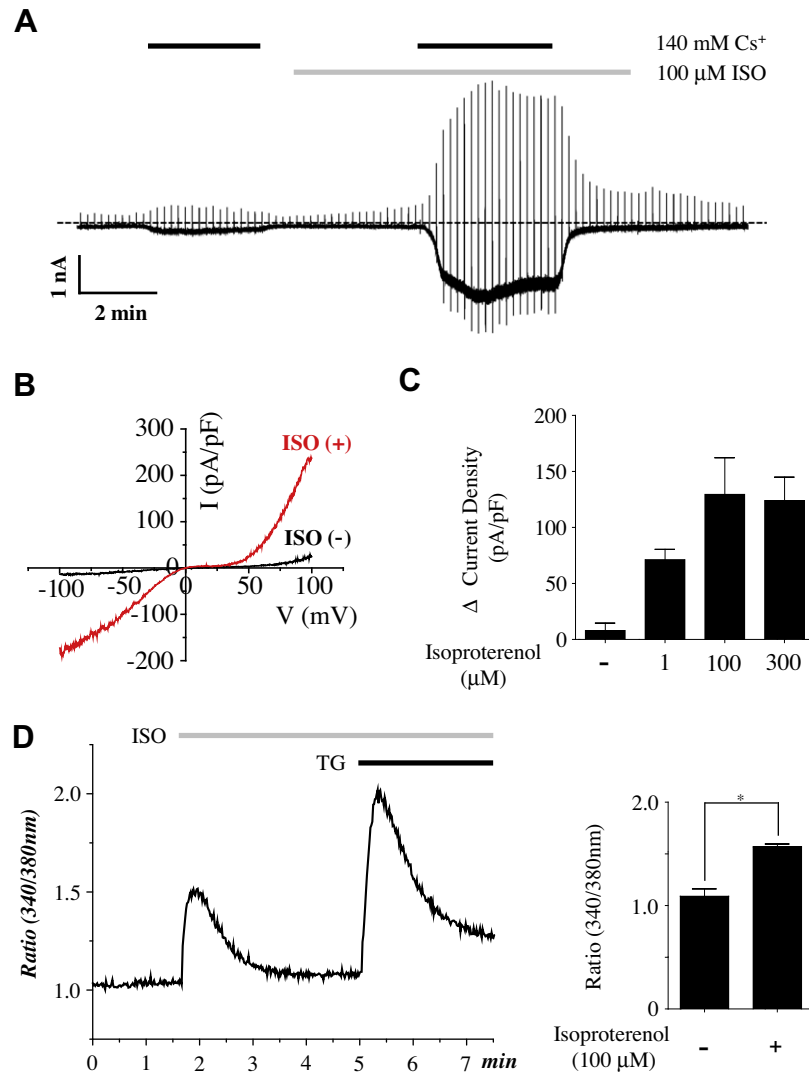 A
140 mM Cs⁺
100 μM ISO
1 nA
2 min
B
I (pA/pF)
300
200
100
0
-100
-200
-100
-50
0
50
100
V (mV)
ISO (+)
ISO (-)
C
Δ Current Density
(pA/pF)
200
150
100
50
0
Isoproterenol
(μM)
-
1
100
300
D
ISO
TG
Ratio (340/380nm)
2.0
1.5
1.0
0
1
2
3
4
5
6
7
min
Ratio (340/380nm)
2.0
1.0
0
*
Isoproterenol
(100 μM)
-
+